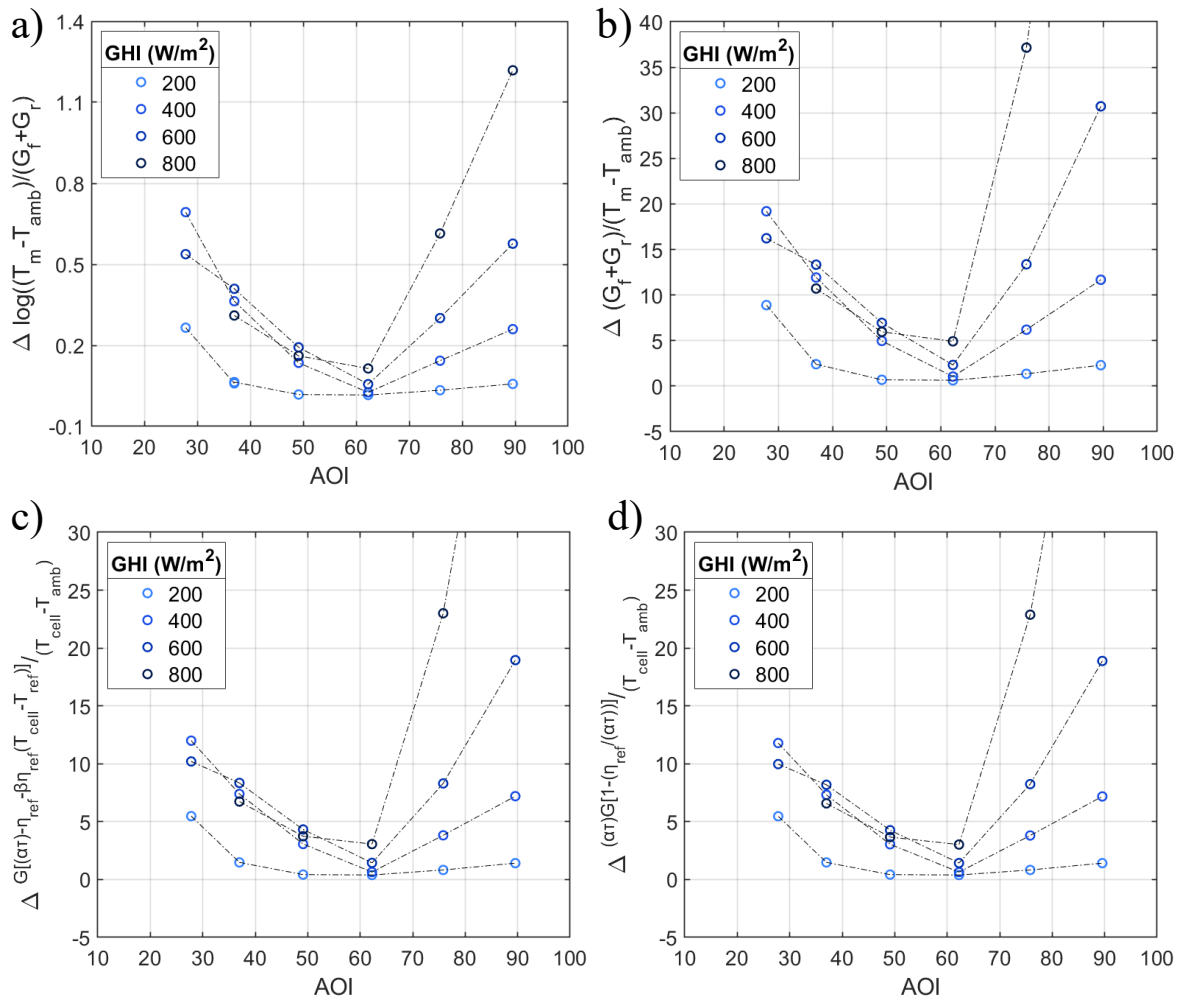 a)
GHI (W/m²)
200
400
600
800
1.4
1.1
0.8
0.5
0.2
-0.1
Δ log((Tm-Tamb)/(Gf+Gr)
10 20 30 40 50 60 70 80 90 100
AOI
b)
GHI (W/m²)
200
400
600
800
40
35
30
25
20
15
10
5
0
-5
Δ (Gf+Gr)/(Tm-Tamb)
10 20 30 40 50 60 70 80 90 100
AOI
c)
GHI (W/m²)
200
400
600
800
30
25
20
15
10
5
0
-5
Δ G[(ατ)-ηref-βηref(Tcell-Tref)]/(Tcell-Tamb)
10 20 30 40 50 60 70 80 90 100
AOI
d)
GHI (W/m²)
200
400
600
800
30
25
20
15
10
5
0
-5
Δ (ατ)G[1-(ηref/(ατ))]/(Tcell-Tamb)
10 20 30 40 50 60 70 80 90 100
AOI